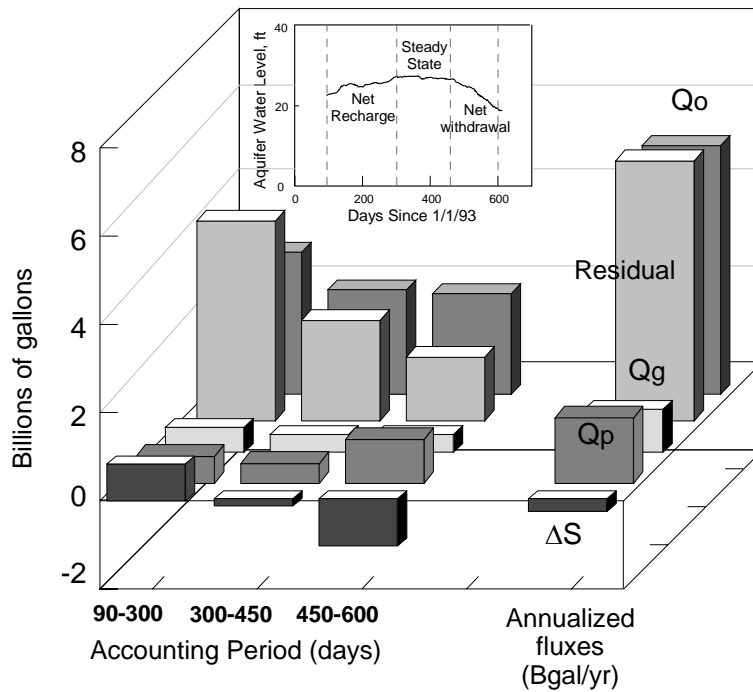 40
20
0
Aquifer Water Level, ft
Steady
State
Net
Recharge
Net
withdrawal
0 200 400 600
Days Since 1/1/93
8
6
4
2
0
-2
Billions of gallons
Qo
Residual
Qg
Qp
ΔS
90-300 300-450 450-600
Accounting Period (days)
Annualized
fluxes
(Bgal/yr)